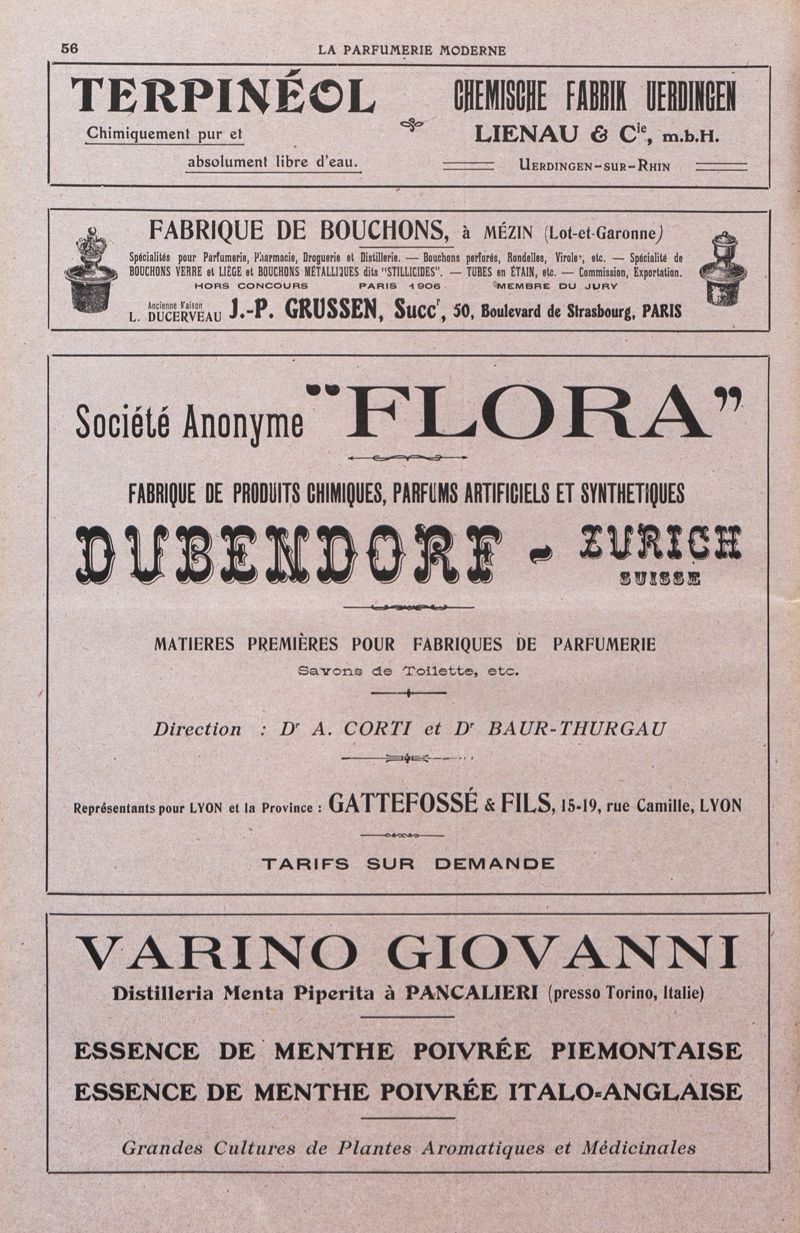 56
LA PARFUMERIE MODERNE
TERPINÉOL
Chimiquement pur et
absolument libre d'eau.
CHEMISCHE FABRIK UERDINGEN
LIENAU & Cie, m.b.H.
UERDINGEN-SUR-RHIN
FABRIQUE DE BOUCHONS, à MÉZIN (Lot-et-Garonne)
Spécialités pour Parfumerie, Pharmacie, Droguerie et Distillerie. — Bouchons perforés, Rondelles, Virole, etc. — Spécialité de
BOUCHONS VERRE et LIÈGE et BOUCHONS MÉTALLIQUES dits "STILLICIDES". — TUBES en ÉTAIN, etc. — Commission, Exportation.
HORS CONCOURS PARIS 1906 MEMBRE DU JURY
Ancienne Maison
L. DUCERVEAU J.-P. GRUSSEN, Succr, 50, Boulevard de Strasbourg, PARIS
Société Anonyme "FLORA"
FABRIQUE DE PRODUITS CHIMIQUES, PARFUMS ARTIFICIELS ET SYNTHETIQUES
DUBENDORF - ZURICH
SUISSE
MATIERES PREMIÈRES POUR FABRIQUES DE PARFUMERIE
Savons de Toilette, etc.
Direction : Dr A. CORTI et Dr BAUR-THURGAU
Représentants pour LYON et la Province : GATTEFOSSÉ & FILS, 15-19, rue Camille, LYON
TARIFS SUR DEMANDE
VARINO GIOVANNI
Distilleria Menta Piperita à PANCALIERI (presso Torino, Italie)
ESSENCE DE MENTHE POIVRÉE PIEMONTAISE
ESSENCE DE MENTHE POIVRÉE ITALO=ANGLAISE
Grandes Cultures de Plantes Aromatiques et Médicinales